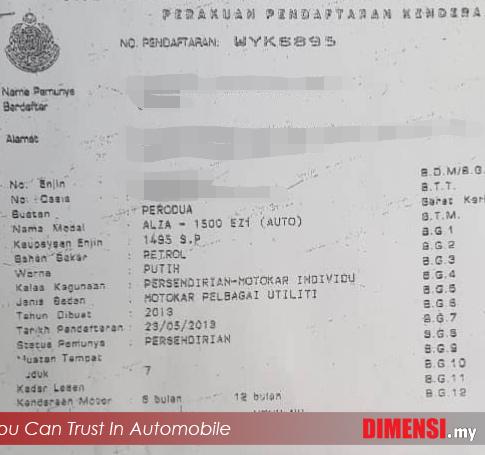 PERAKUAN PENDAFTARAN KENDERA
NO. PENDAFTARAN: WYK6895
Nama Pemunya
Berdaftar
Alamat
No. Enjin
No. Casis
Buatan : PERODUA
Nama Model : ALZA - 1500 EZi (AUTO)
Keupayaan Enjin : 1495 S.P
Bahan Bakar : PETROL
Warna : PUTIH
Kelas Kegunaan : PERSENDIRIAN-MOTOKAR INDIVIDU
Jenis Badan : MOTOKAR PELBAGAI UTILITI
Tahun Dibuat : 2013
Tarikh Pendaftaran : 23/05/2013
Status Pemunya : PERSENDIRIAN
Muatan Tempat
duk : 7
Kadar Lesen
Kenderaan Motor : 6 bulan 12 bulan
B.D.M/B.G.
B.T.T.
Berat Ker
B.T.M.
B.G.1
B.G.2
B.G.3
B.G.4
B.G.5
B.G.6
B.G.7
B.G.8
B.G.9
B.G.10
B.G.11
B.G.12
ou Can Trust In Automobile
DIMENSI.my